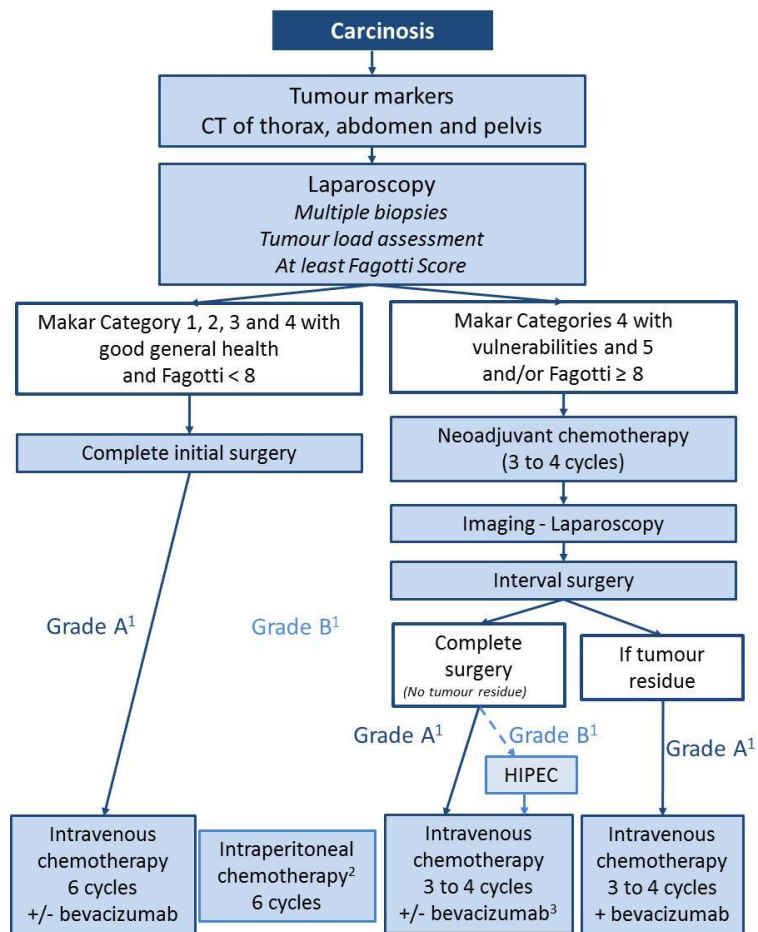 Carcinosis
Tumour markers
CT of thorax, abdomen and pelvis
Laparoscopy
Multiple biopsies
Tumour load assessment
At least Fagotti Score
Makar Category 1, 2, 3 and 4 with
good general health
and Fagotti < 8
Makar Categories 4 with
vulnerabilities and 5
and/or Fagotti ≥ 8
Complete initial surgery
Neoadjuvant chemotherapy
(3 to 4 cycles)
Imaging - Laparoscopy
Interval surgery
Grade A¹
Grade B¹
Complete
surgery
(No tumour residue)
If tumour
residue
Grade A¹
Grade B¹
Grade A¹
HIPEC
Intravenous
chemotherapy
6 cycles
+/- bevacizumab
Intraperitoneal
chemotherapy²
6 cycles
Intravenous
chemotherapy
3 to 4 cycles
+/- bevacizumab³
Intravenous
chemotherapy
3 to 4 cycles
+ bevacizumab